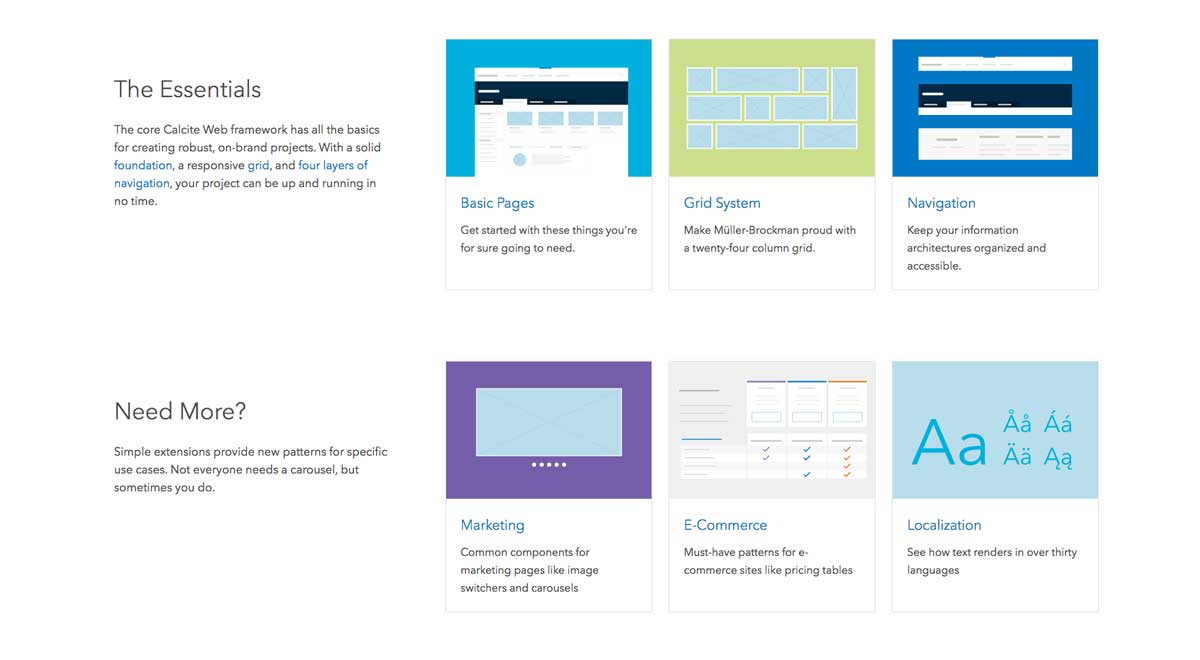 The Essentials
The core Calcite Web framework has all the basics
for creating robust, on-brand projects. With a solid
foundation, a responsive grid, and four layers of
navigation, your project can be up and running in
no time.
Basic Pages
Get started with these things you're
for sure going to need.
Grid System
Make Müller-Brockman proud with
a twenty-four column grid.
Navigation
Keep your information
architectures organized and
accessible.
Need More?
Simple extensions provide new patterns for specific
use cases. Not everyone needs a carousel, but
sometimes you do.
Marketing
Common components for
marketing pages like image
switchers and carousels
E-Commerce
Must-have patterns for e-
commerce sites like pricing tables
Aa
Åå Áá
Ää Ąą
Localization
See how text renders in over thirty
languages